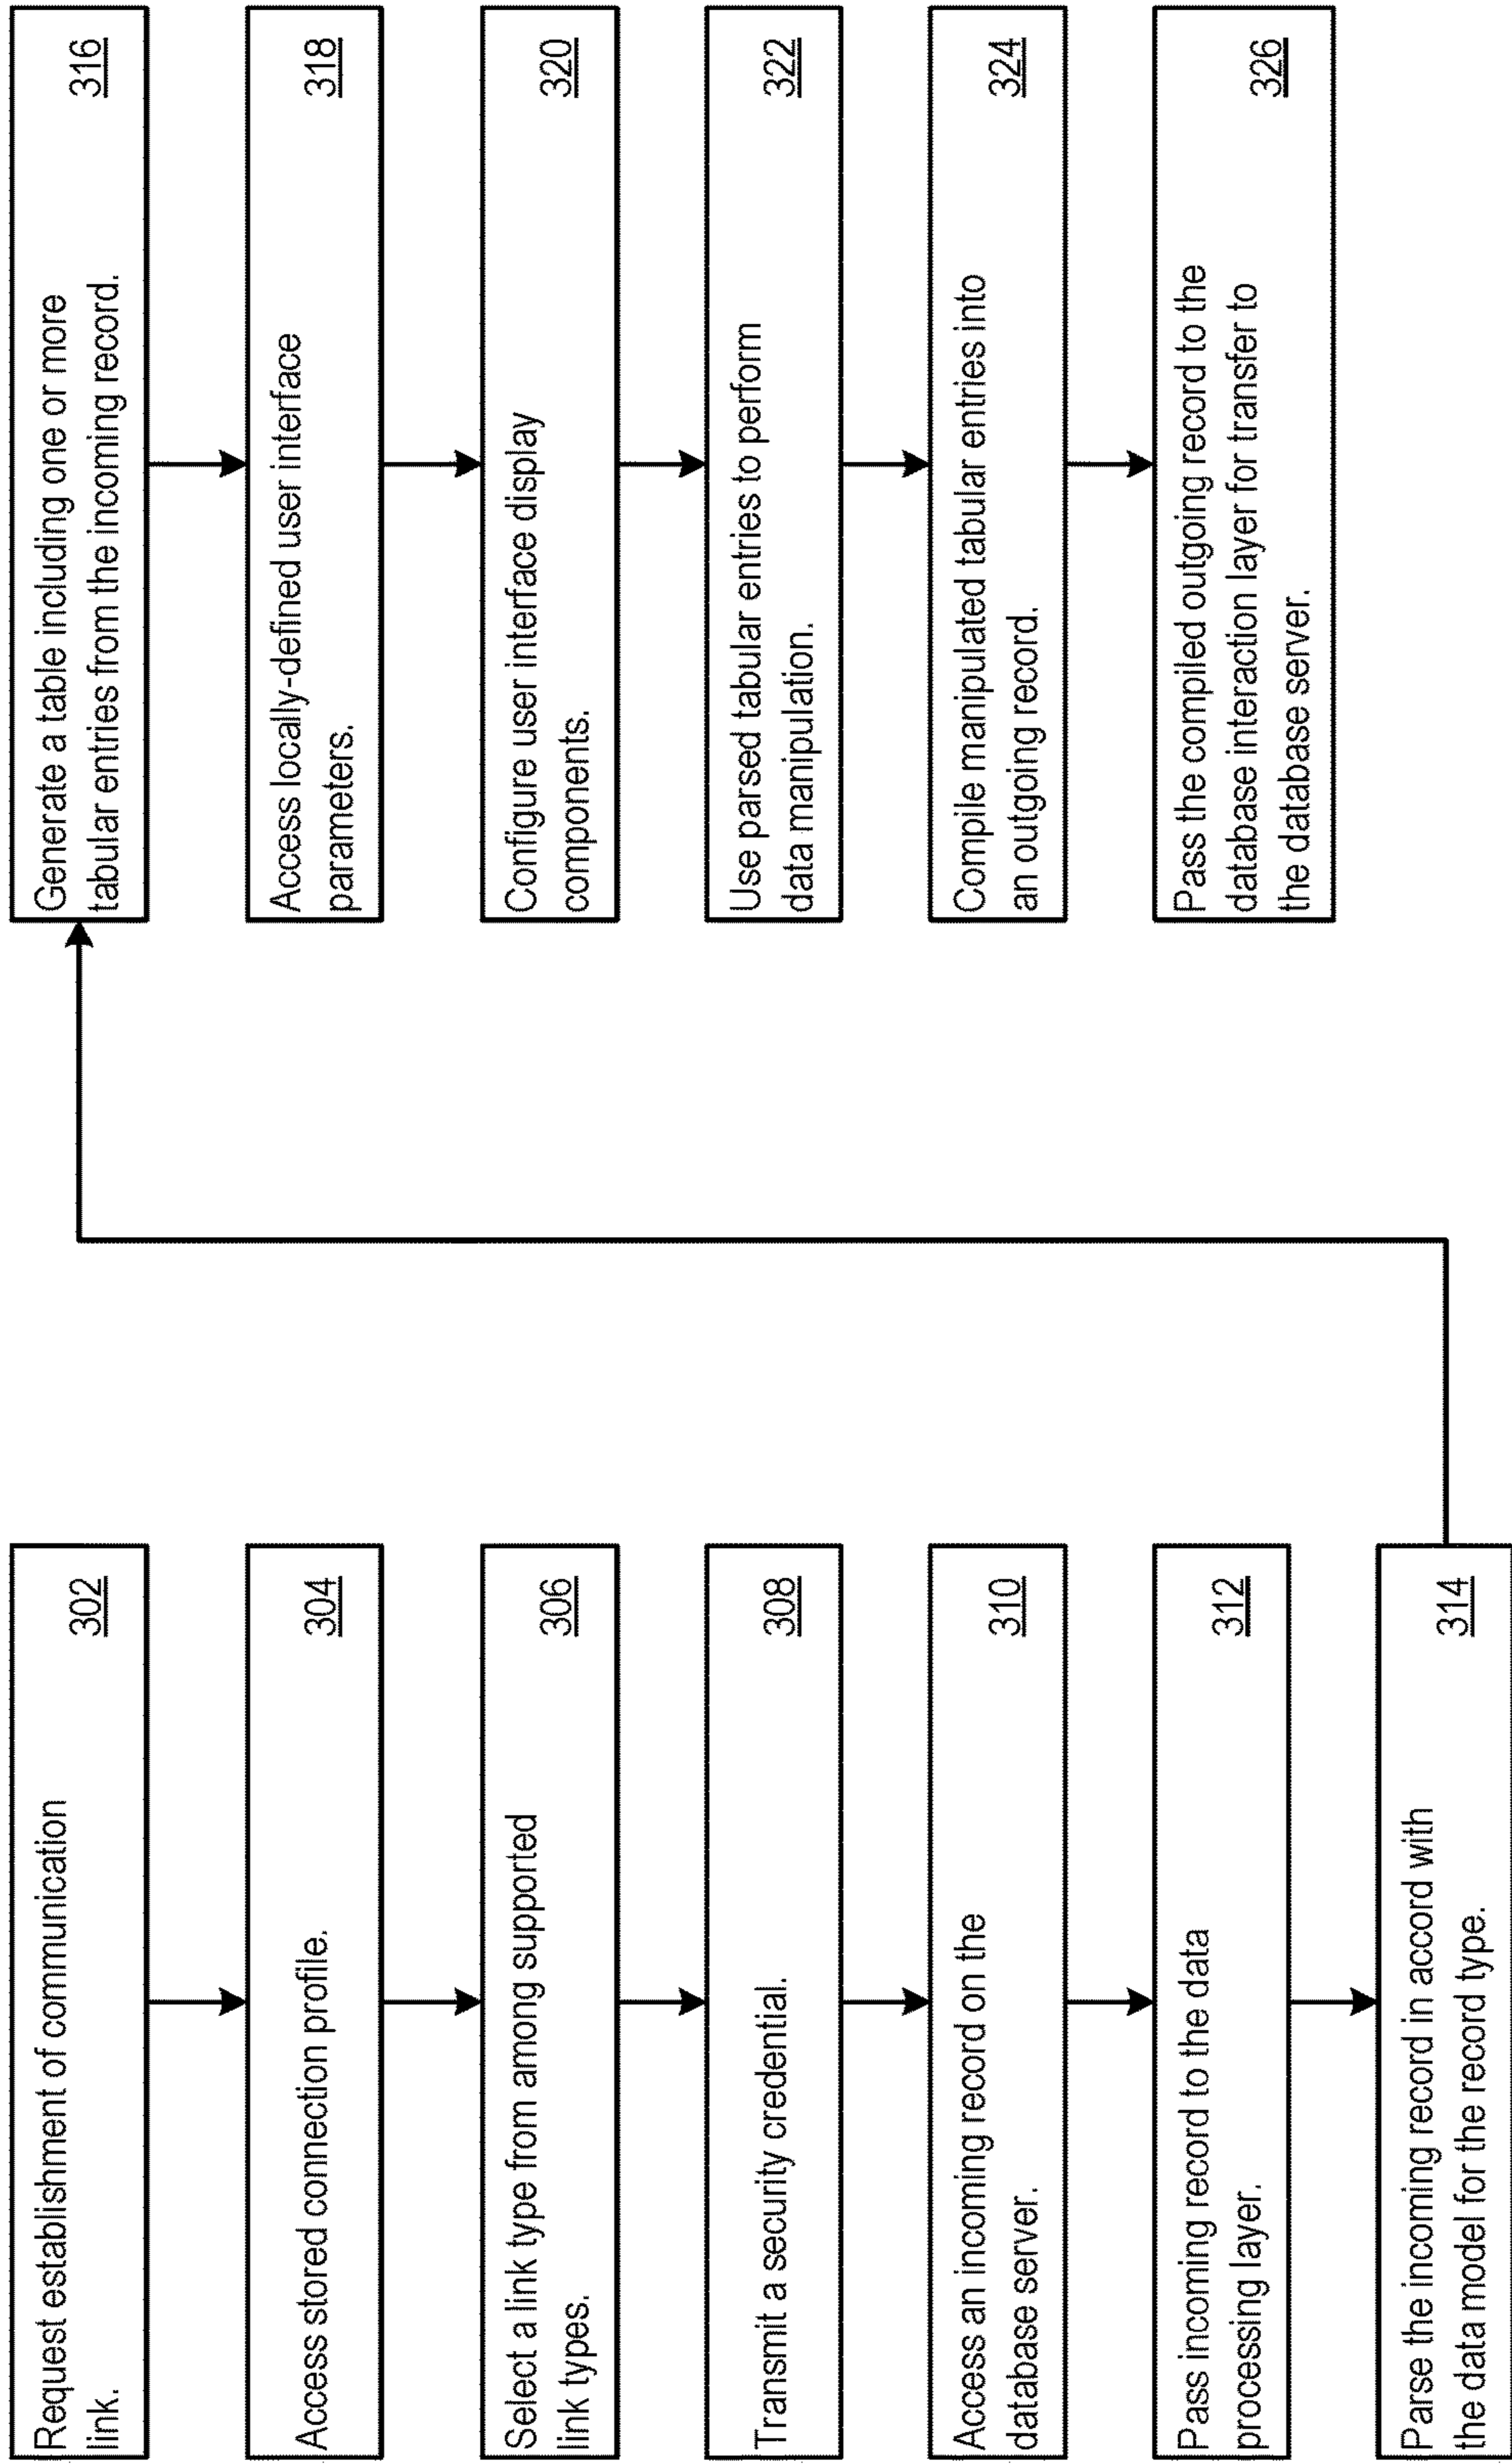 Request establishment of communication
link.
302
Access stored connection profile.
304
Select a link type from among supported
link types.
306
Transmit a security credential.
308
Access an incoming record on the
database server.
310
Pass incoming record to the data
processing layer.
312
Parse the incoming record in accord with
the data model for the record type.
314
Generate a table including one or more
tabular entries from the incoming record.
316
Access locally-defined user interface
parameters.
318
Configure user interface display
components.
320
Use parsed tabular entries to perform
data manipulation.
322
Compile manipulated tabular entries into
an outgoing record.
324
Pass the compiled outgoing record to the
database interaction layer for transfer to
the database server.
326